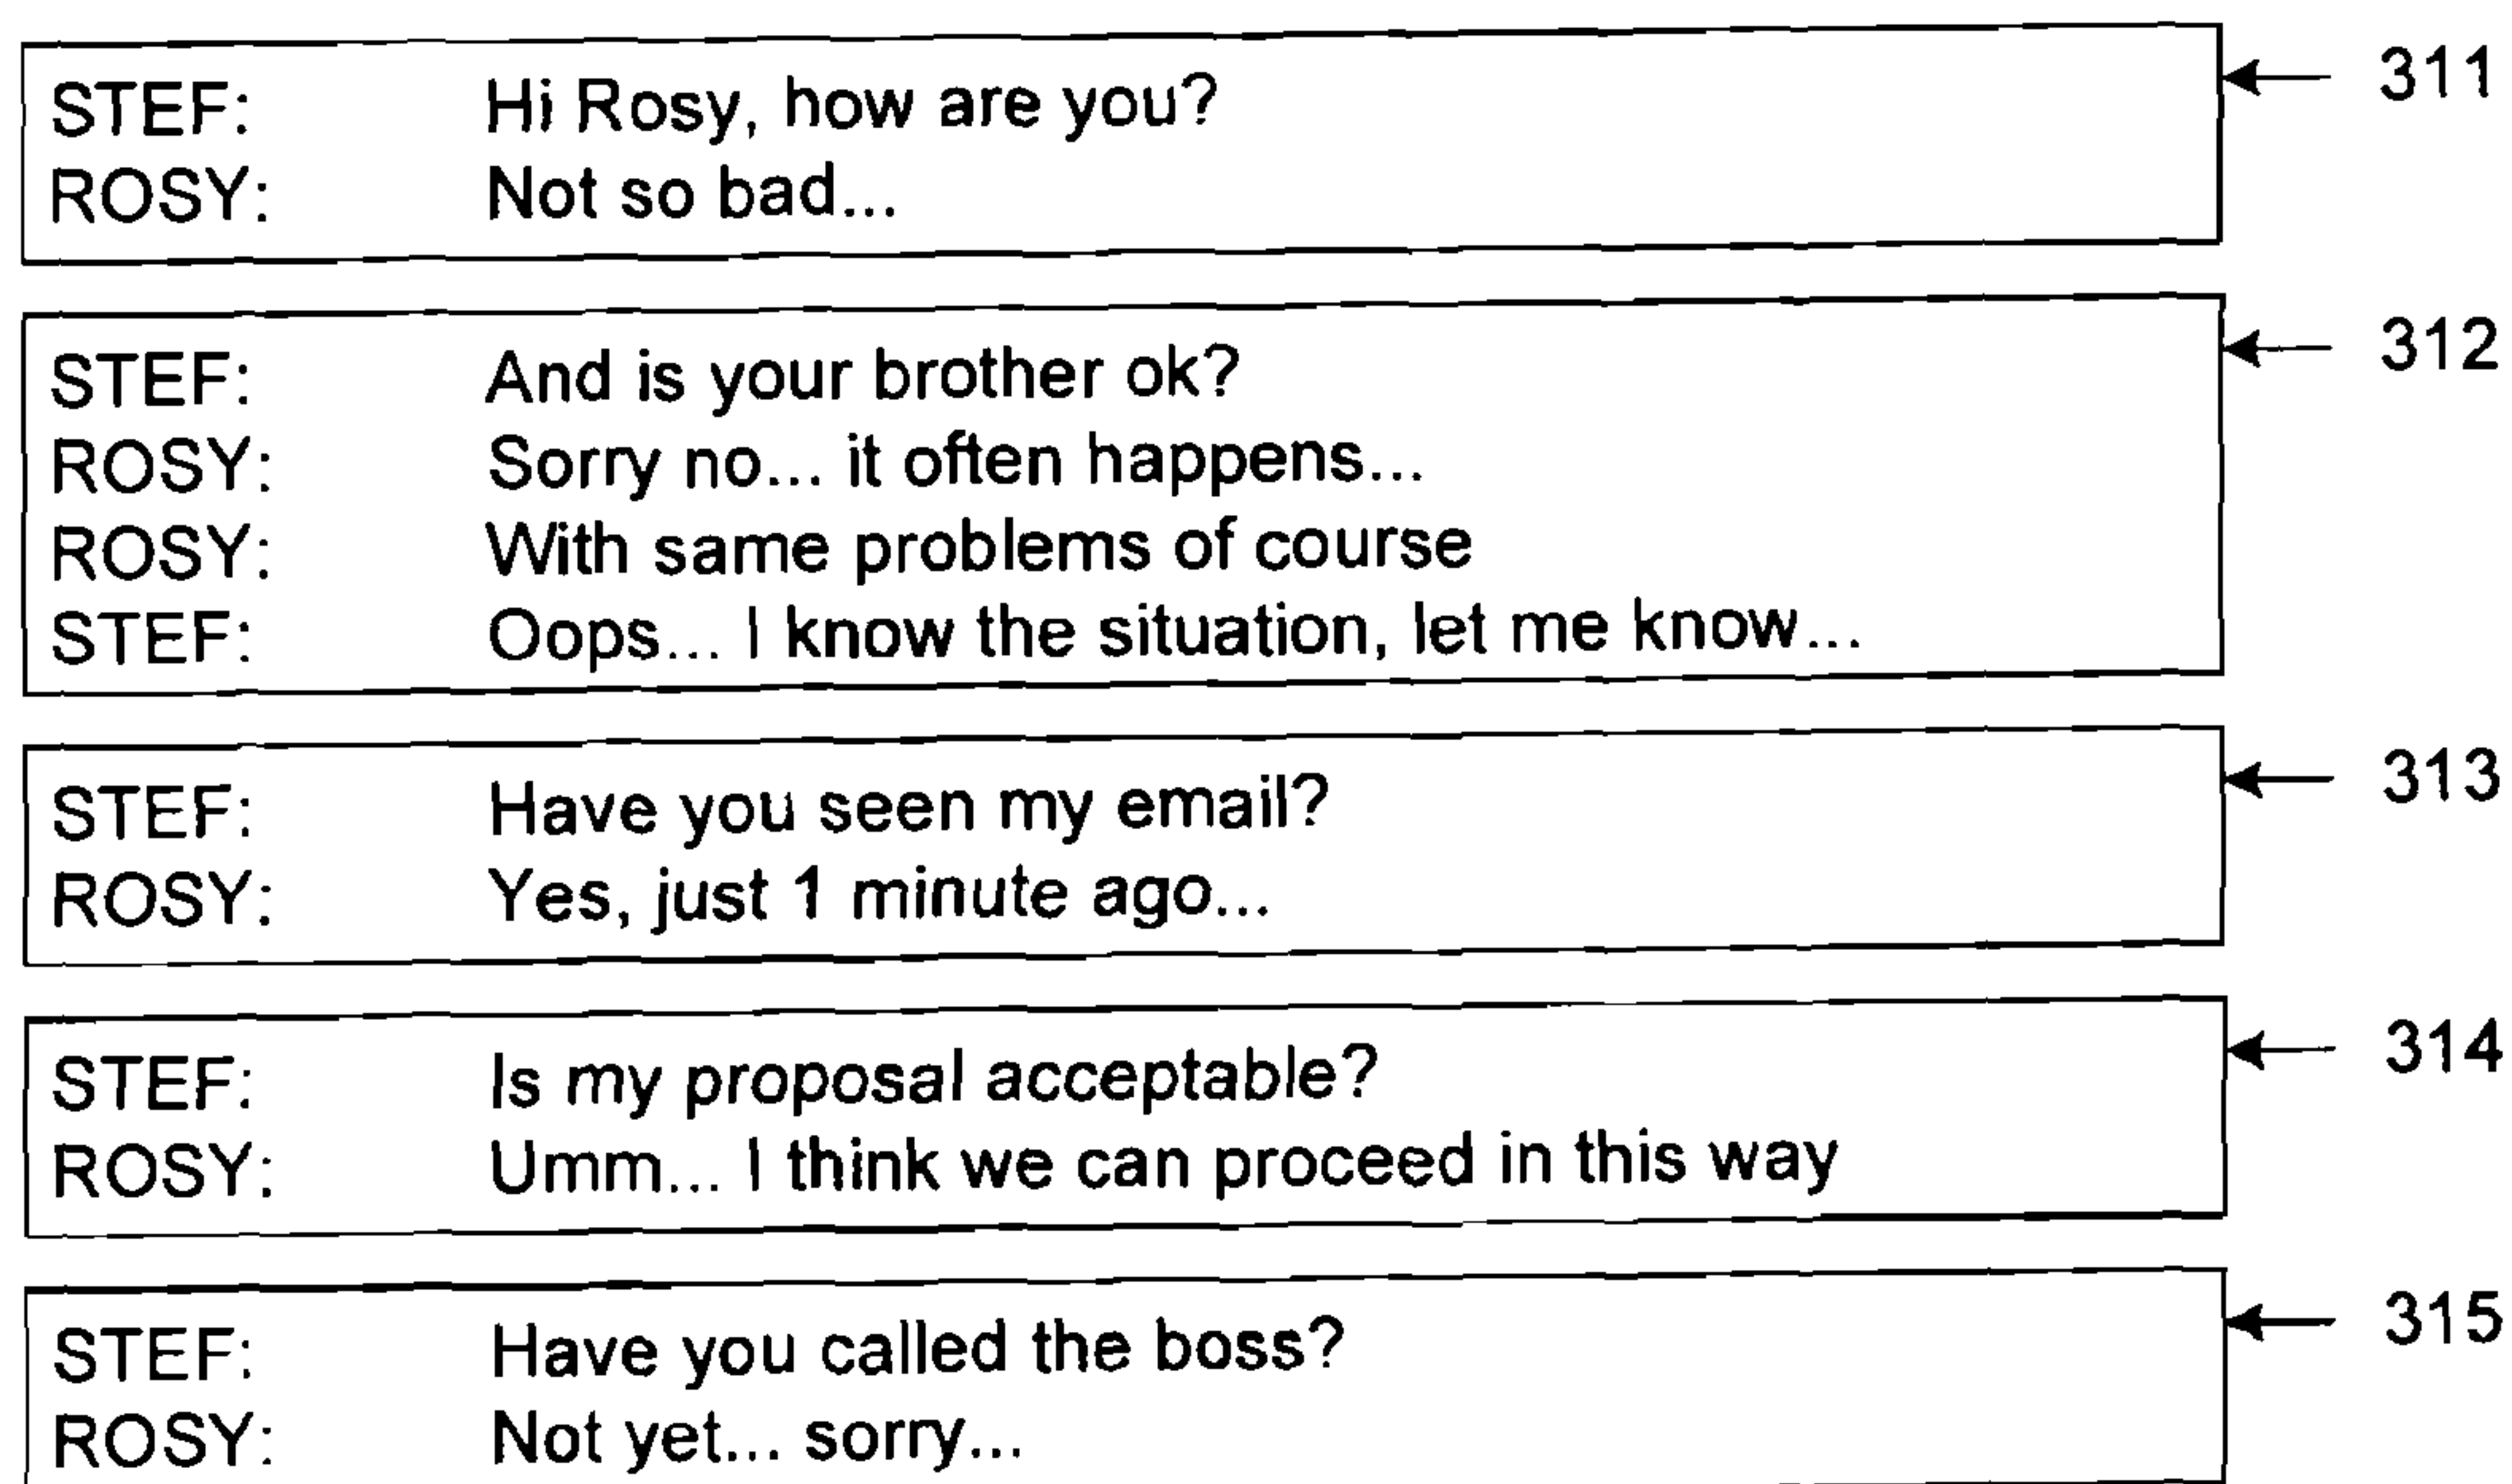 STEF: Hi Rosy, how are you? 311
ROSY: Not so bad...
STEF: And is your brother ok? 312
ROSY: Sorry no... it often happens...
ROSY: With same problems of course
STEF: Oops... I know the situation, let me know...
STEF: Have you seen my email? 313
ROSY: Yes, just 1 minute ago...
STEF: Is my proposal acceptable? 314
ROSY: Umm... I think we can proceed in this way
STEF: Have you called the boss? 315
ROSY: Not yet... sorry...